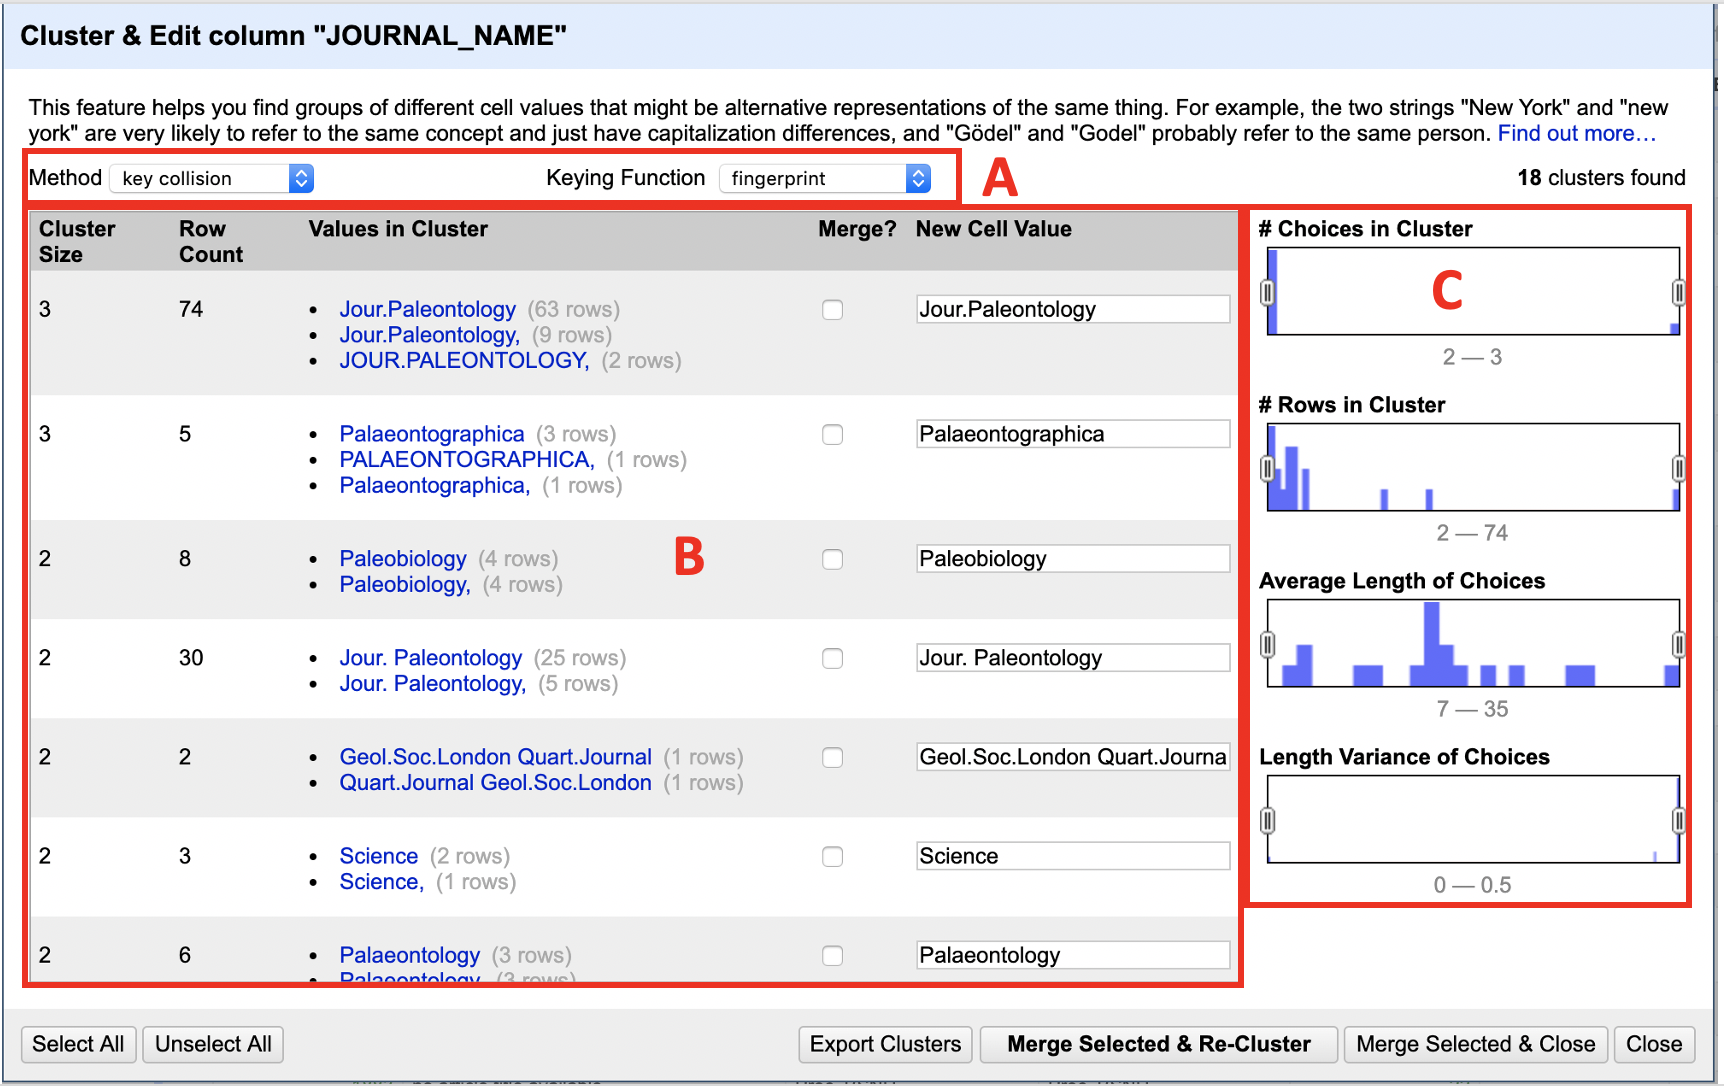 Cluster & Edit column "JOURNAL_NAME"
This feature helps you find groups of different cell values that might be alternative representations of the same thing. For example, the two strings "New York" and "new
york" are very likely to refer to the same concept and just have capitalization differences, and "Gödel" and "Godel" probably refer to the same person. Find out more…
Method key collision Keying Function fingerprint A 18 clusters found
Cluster Size Row Count Values in Cluster Merge? New Cell Value
3 74 • Jour.Paleontology (63 rows) Jour.Paleontology
• Jour.Paleontology, (9 rows)
• JOUR.PALEONTOLOGY, (2 rows)
3 5 • Palaeontographica (3 rows) Palaeontographica
• PALAEONTOGRAPHICA, (1 rows)
• Palaeontographica, (1 rows)
B
2 8 • Paleobiology (4 rows) Paleobiology
• Paleobiology, (4 rows)
2 30 • Jour. Paleontology (25 rows) Jour. Paleontology
• Jour. Paleontology, (5 rows)
2 2 • Geol.Soc.London Quart.Journal (1 rows) Geol.Soc.London Quart.Journa
• Quart.Journal Geol.Soc.London (1 rows)
2 3 • Science (2 rows) Science
• Science, (1 rows)
2 6 • Palaeontology (3 rows) Palaeontology
• Palaeontology (3 rows)
# Choices in Cluster
C
2 — 3
# Rows in Cluster
2 — 74
Average Length of Choices
7 — 35
Length Variance of Choices
0 — 0.5
Select All Unselect All Export Clusters Merge Selected & Re-Cluster Merge Selected & Close Close